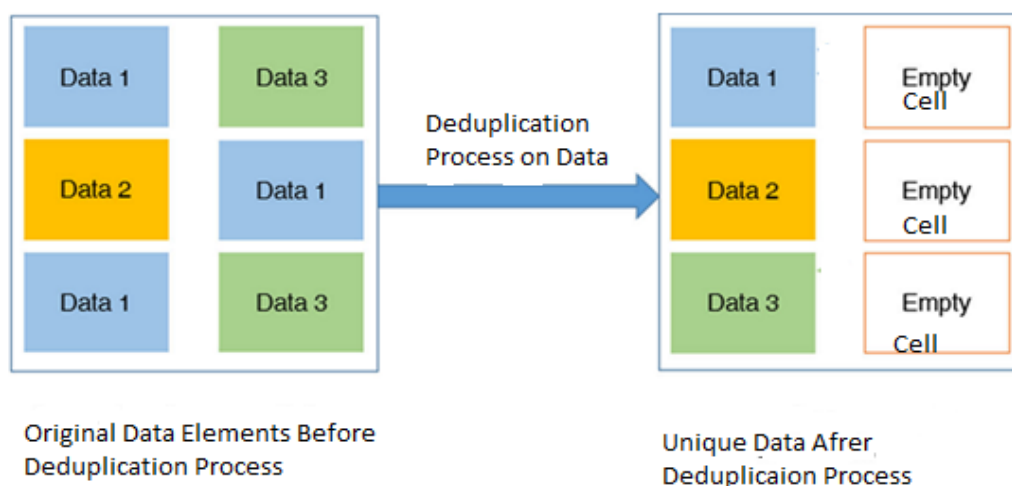 Data 1
Data 3
Data 2
Data 1
Data 1
Data 3
Deduplication
Process on Data
Data 1
Empty
Cell
Data 2
Empty
Cell
Data 3
Empty
Cell
Original Data Elements Before
Deduplication Process
Unique Data Afrer
Deduplicaion Process